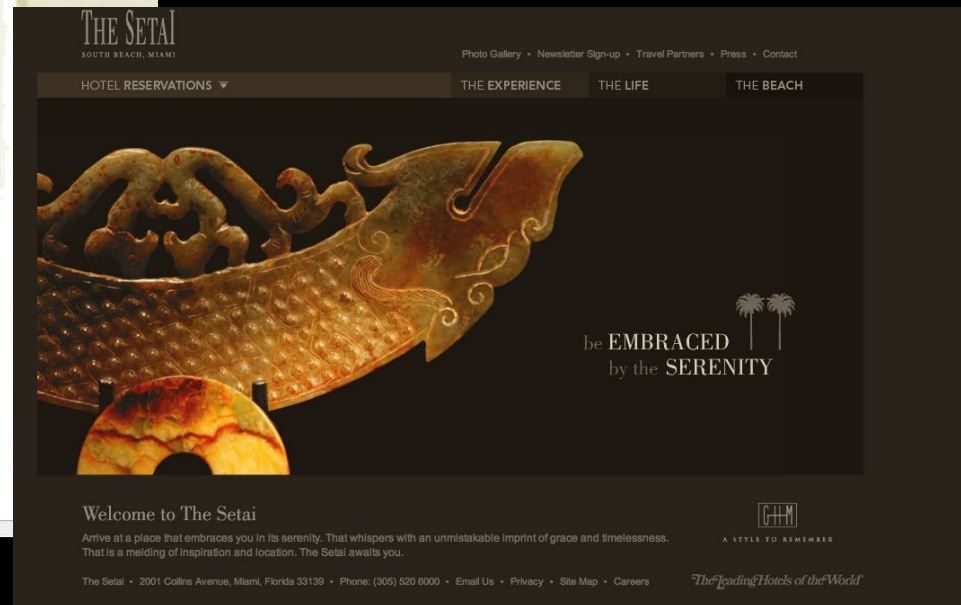 THE SETAI
SOUTH BEACH, MIAMI
Photo Gallery • Newsletter Sign-up • Travel Partners • Press • Contact
HOTEL RESERVATIONS THE EXPERIENCE THE LIFE THE BEACH
be EMBRACED
by the SERENITY
Welcome to The Setai
Arrive at a place that embraces you in its serenity. That whispers with an unmistakable imprint of grace and timelessness.
That is a melding of inspiration and location. The Setai awaits you.
GHM
A STYLE TO REMEMBER
The Setai • 2001 Collins Avenue, Miami, Florida 33139 • Phone: (305) 520 6000 • Email Us • Privacy • Site Map • Careers
The Leading Hotels of the World